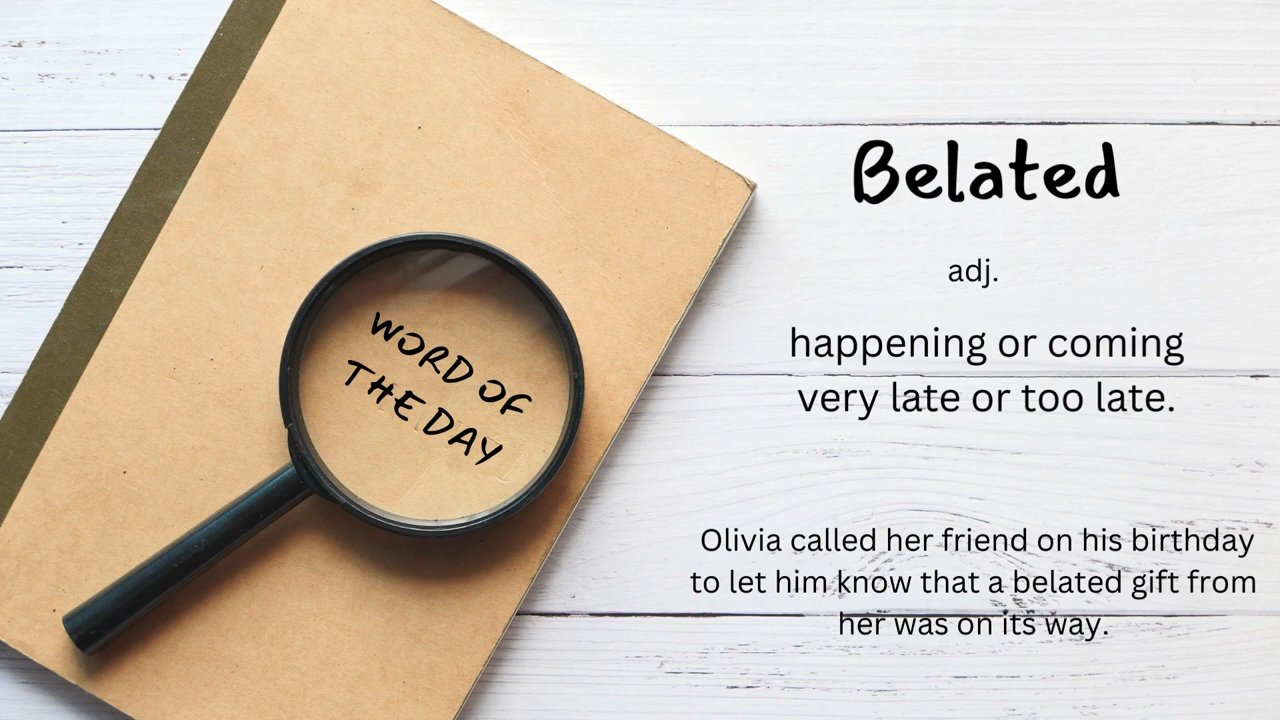 WORD OF
THE DAY
Belated
adj.
happening or coming
very late or too late.
Olivia called her friend on his birthday
to let him know that a belated gift from
her was on its way.